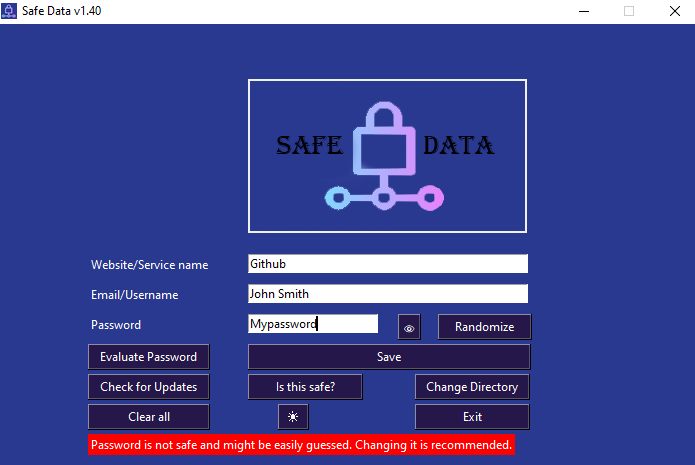 Safe Data v1.40
SAFE DATA
Website/Service name Github
Email/Username John Smith
Password Mypassword Randomize
Evaluate Password Save
Check for Updates Is this safe? Change Directory
Clear all Exit
Password is not safe and might be easily guessed. Changing it is recommended.